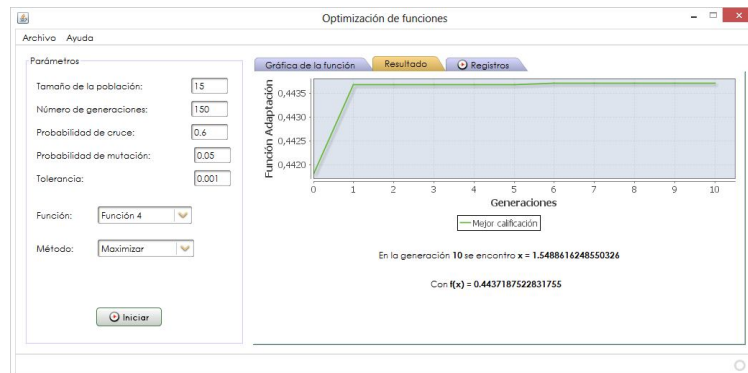 Optimización de funciones
Archivo Ayuda
Parámetros
Tamaño de la población: 15
Número de generaciones: 150
Probabilidad de cruce: 0.6
Probabilidad de mutación: 0.05
Tolerancia: 0.001
Función: Función 4
Método: Maximizar
Iniciar
Gráfica de la función Resultado Registros
Función Adaptación
0,4435
0,4430
0,4425
0,4420
0 1 2 3 4 5 6 7 8 9 10
Generaciones
Mejor calificación
En la generación 10 se encontro x = 1.5488616248550326
Con f(x) = 0.4437187522831755